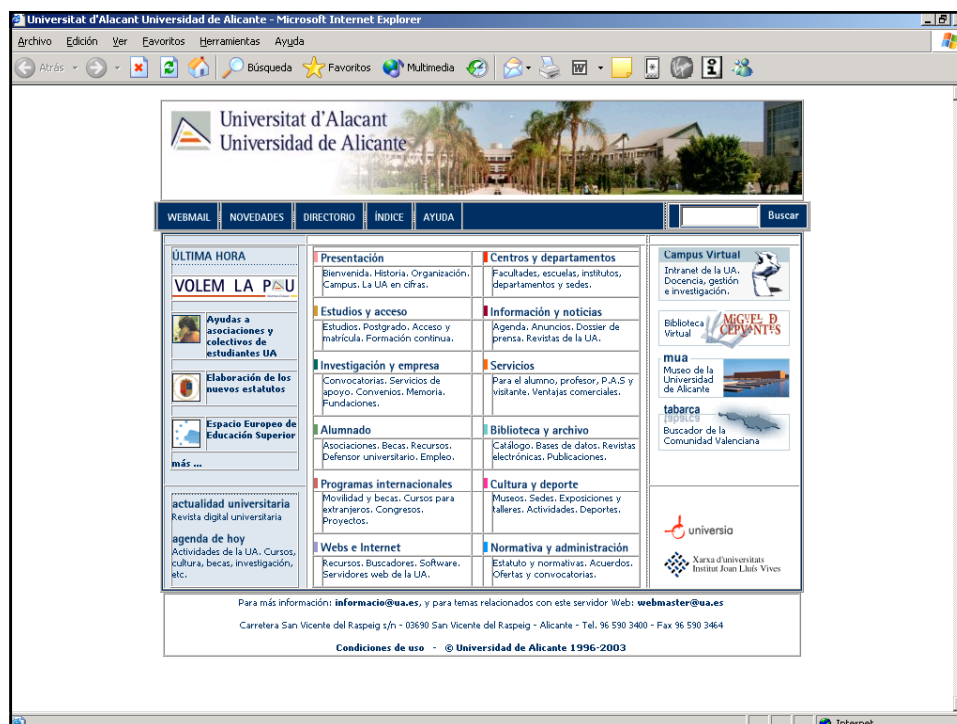 Universitat d'Alacant Universidad de Alicante - Microsoft Internet Explorer
Archivo Edición Ver Favoritos Herramientas Ayuda
Atrás Búsqueda Favoritos Multimedia
Universitat d'Alacant
Universidad de Alicante
WEBMAIL NOVEDADES DIRECTORIO ÍNDICE AYUDA Buscar
ÚLTIMA HORA
VOLEM LA PAU
Ayudas a
asociaciones y
colectivos de
estudiantes UA
Elaboración de los
nuevos estatutos
Espacio Europeo de
Educación Superior
más ...
actualidad universitaria
Revista digital universitaria
agenda de hoy
Actividades de la UA. Cursos,
cultura, becas, investigación,
etc.
Presentación
Bienvenida. Historia. Organización.
Campus. La UA en cifras.
Estudios y acceso
Estudios. Postgrado. Acceso y
matrícula. Formación continua.
Investigación y empresa
Convocatorias. Servicios de
apoyo. Convenios. Memoria.
Fundaciones.
Alumnado
Asociaciones. Becas. Recursos.
Defensor universitario. Empleo.
Programas internacionales
Movilidad y becas. Cursos para
extranjeros. Congresos.
Proyectos.
Webs e Internet
Recursos. Buscadores. Software.
Servidores web de la UA.
Centros y departamentos
Facultades, escuelas, institutos,
departamentos y sedes.
Información y noticias
Agenda. Anuncios. Dossier de
prensa. Revistas de la UA.
Servicios
Para el alumno, profesor, P.A.S y
visitante. Ventajas comerciales.
Biblioteca y archivo
Catálogo. Bases de datos. Revistas
electrónicas. Publicaciones.
Cultura y deporte
Museos. Sedes. Exposiciones y
talleres. Actividades. Deportes.
Normativa y administración
Estatuto y normativas. Acuerdos.
Ofertas y convocatorias.
Campus Virtual
Intranet de la UA.
Docencia, gestión
e investigación.
Biblioteca
Virtual
MIGUEL D
CERVANTES
mua
Museo de la
Universidad
de Alicante
tabarca
Buscador de la
Comunidad Valenciana
universia
Xarxa d'universitats
Institut Joan Lluís Vives
Para más información: informacio@ua.es, y para temas relacionados con este servidor Web: webmaster@ua.es
Carretera San Vicente del Raspeig s/n - 03690 San Vicente del Raspeig - Alicante - Tel. 96 590 3400 - Fax 96 590 3464
Condiciones de uso - © Universidad de Alicante 1996-2003
Internet